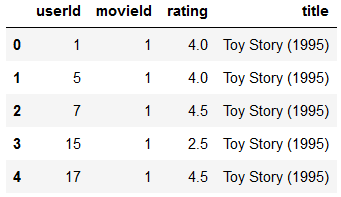 userId movieId rating title
0 1 1 4.0 Toy Story (1995)
1 5 1 4.0 Toy Story (1995)
2 7 1 4.5 Toy Story (1995)
3 15 1 2.5 Toy Story (1995)
4 17 1 4.5 Toy Story (1995)